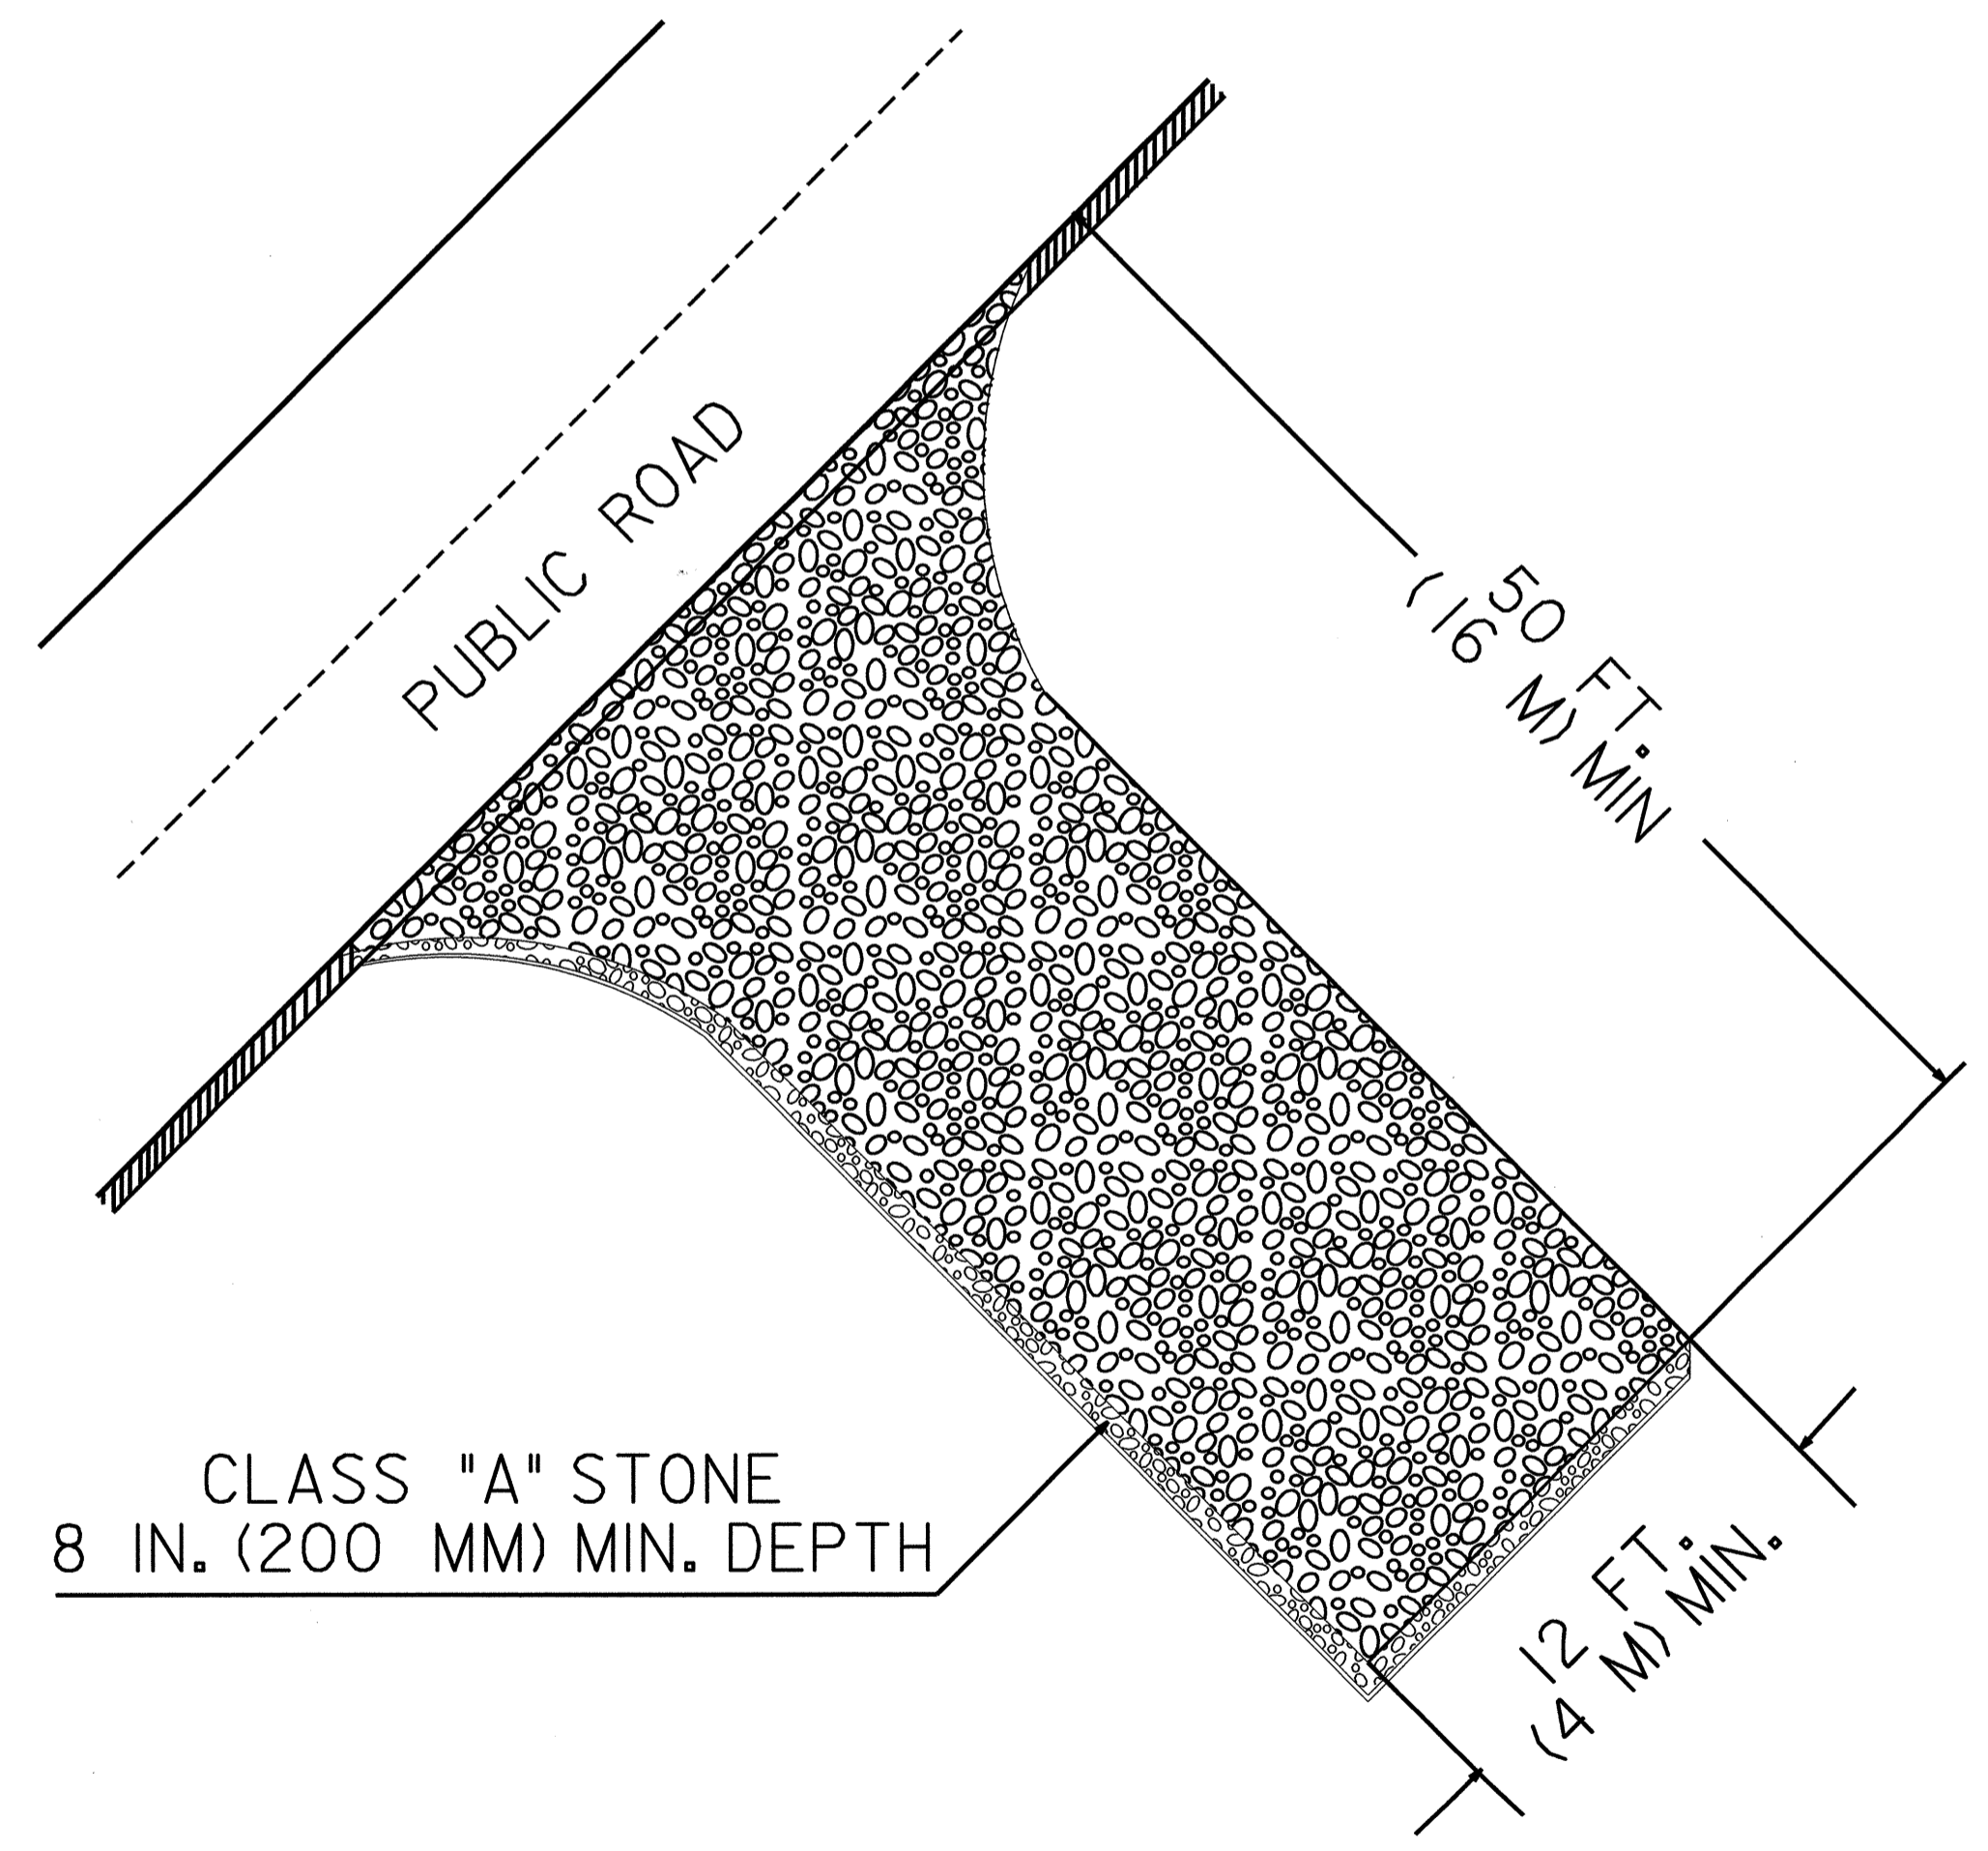 PUBLIC ROAD
50 FT.
(16 M) MIN
CLASS "A" STONE
8 IN. (200 MM) MIN. DEPTH
12 FT.
(4 M) MIN.